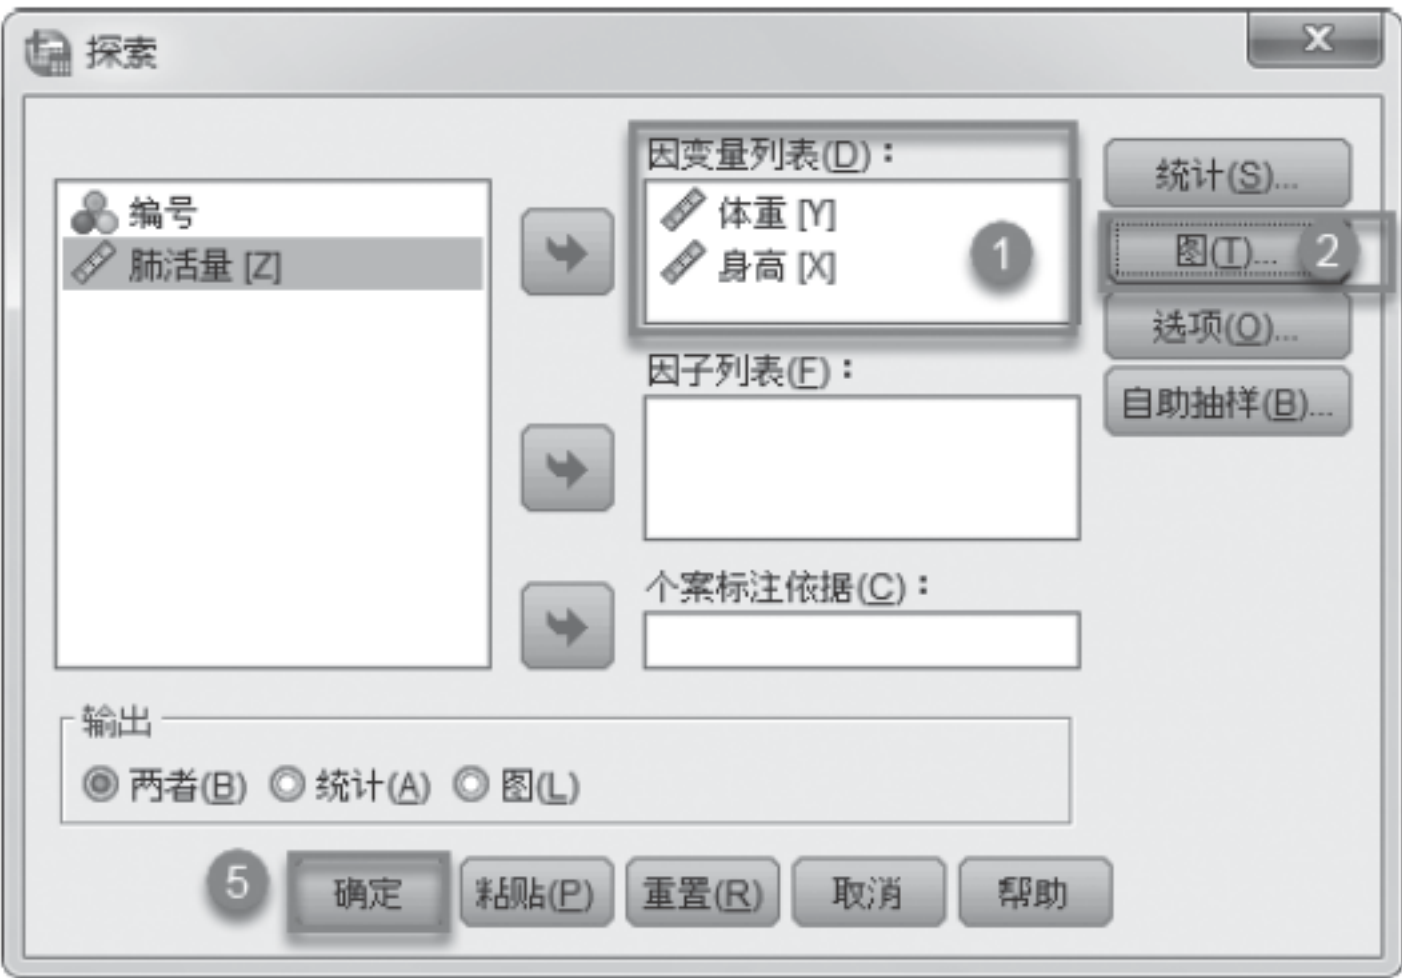 探索
因变量列表(D)：
编号
肺活量 [Z]
体重 [Y]
身高 [X]
1
统计(S)...
图(T)...
2
选项(O)...
自助抽样(B)...
因子列表(F)：
个案标注依据(C)：
输出
两者(B) 统计(A) 图(L)
5
确定 粘贴(P) 重置(R) 取消 帮助